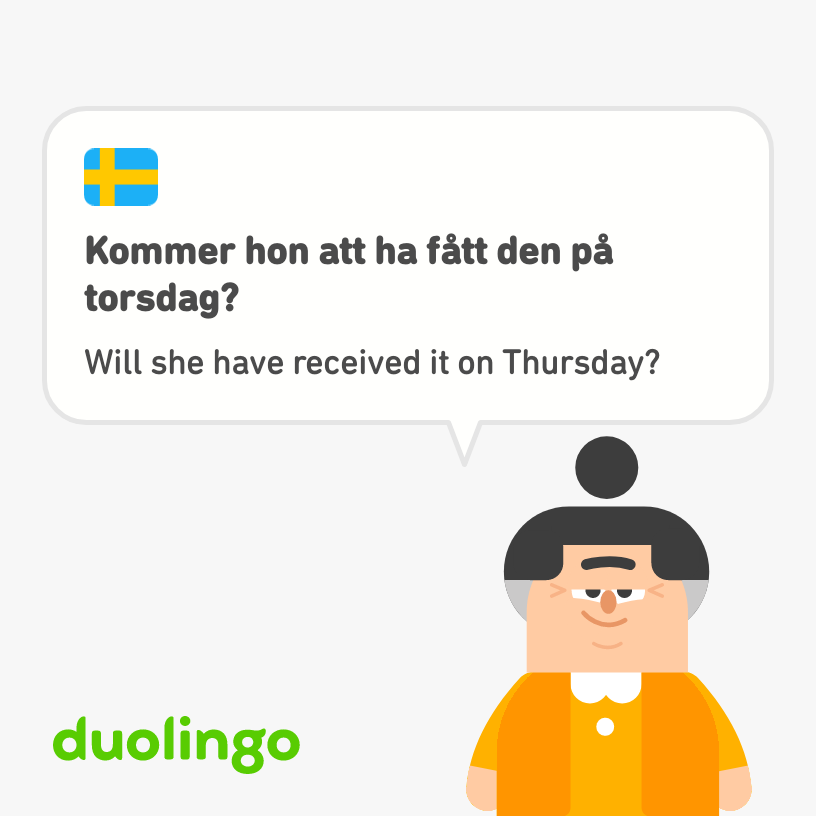 Kommer hon att ha fått den på
torsdag?
Will she have received it on Thursday?
duolingo